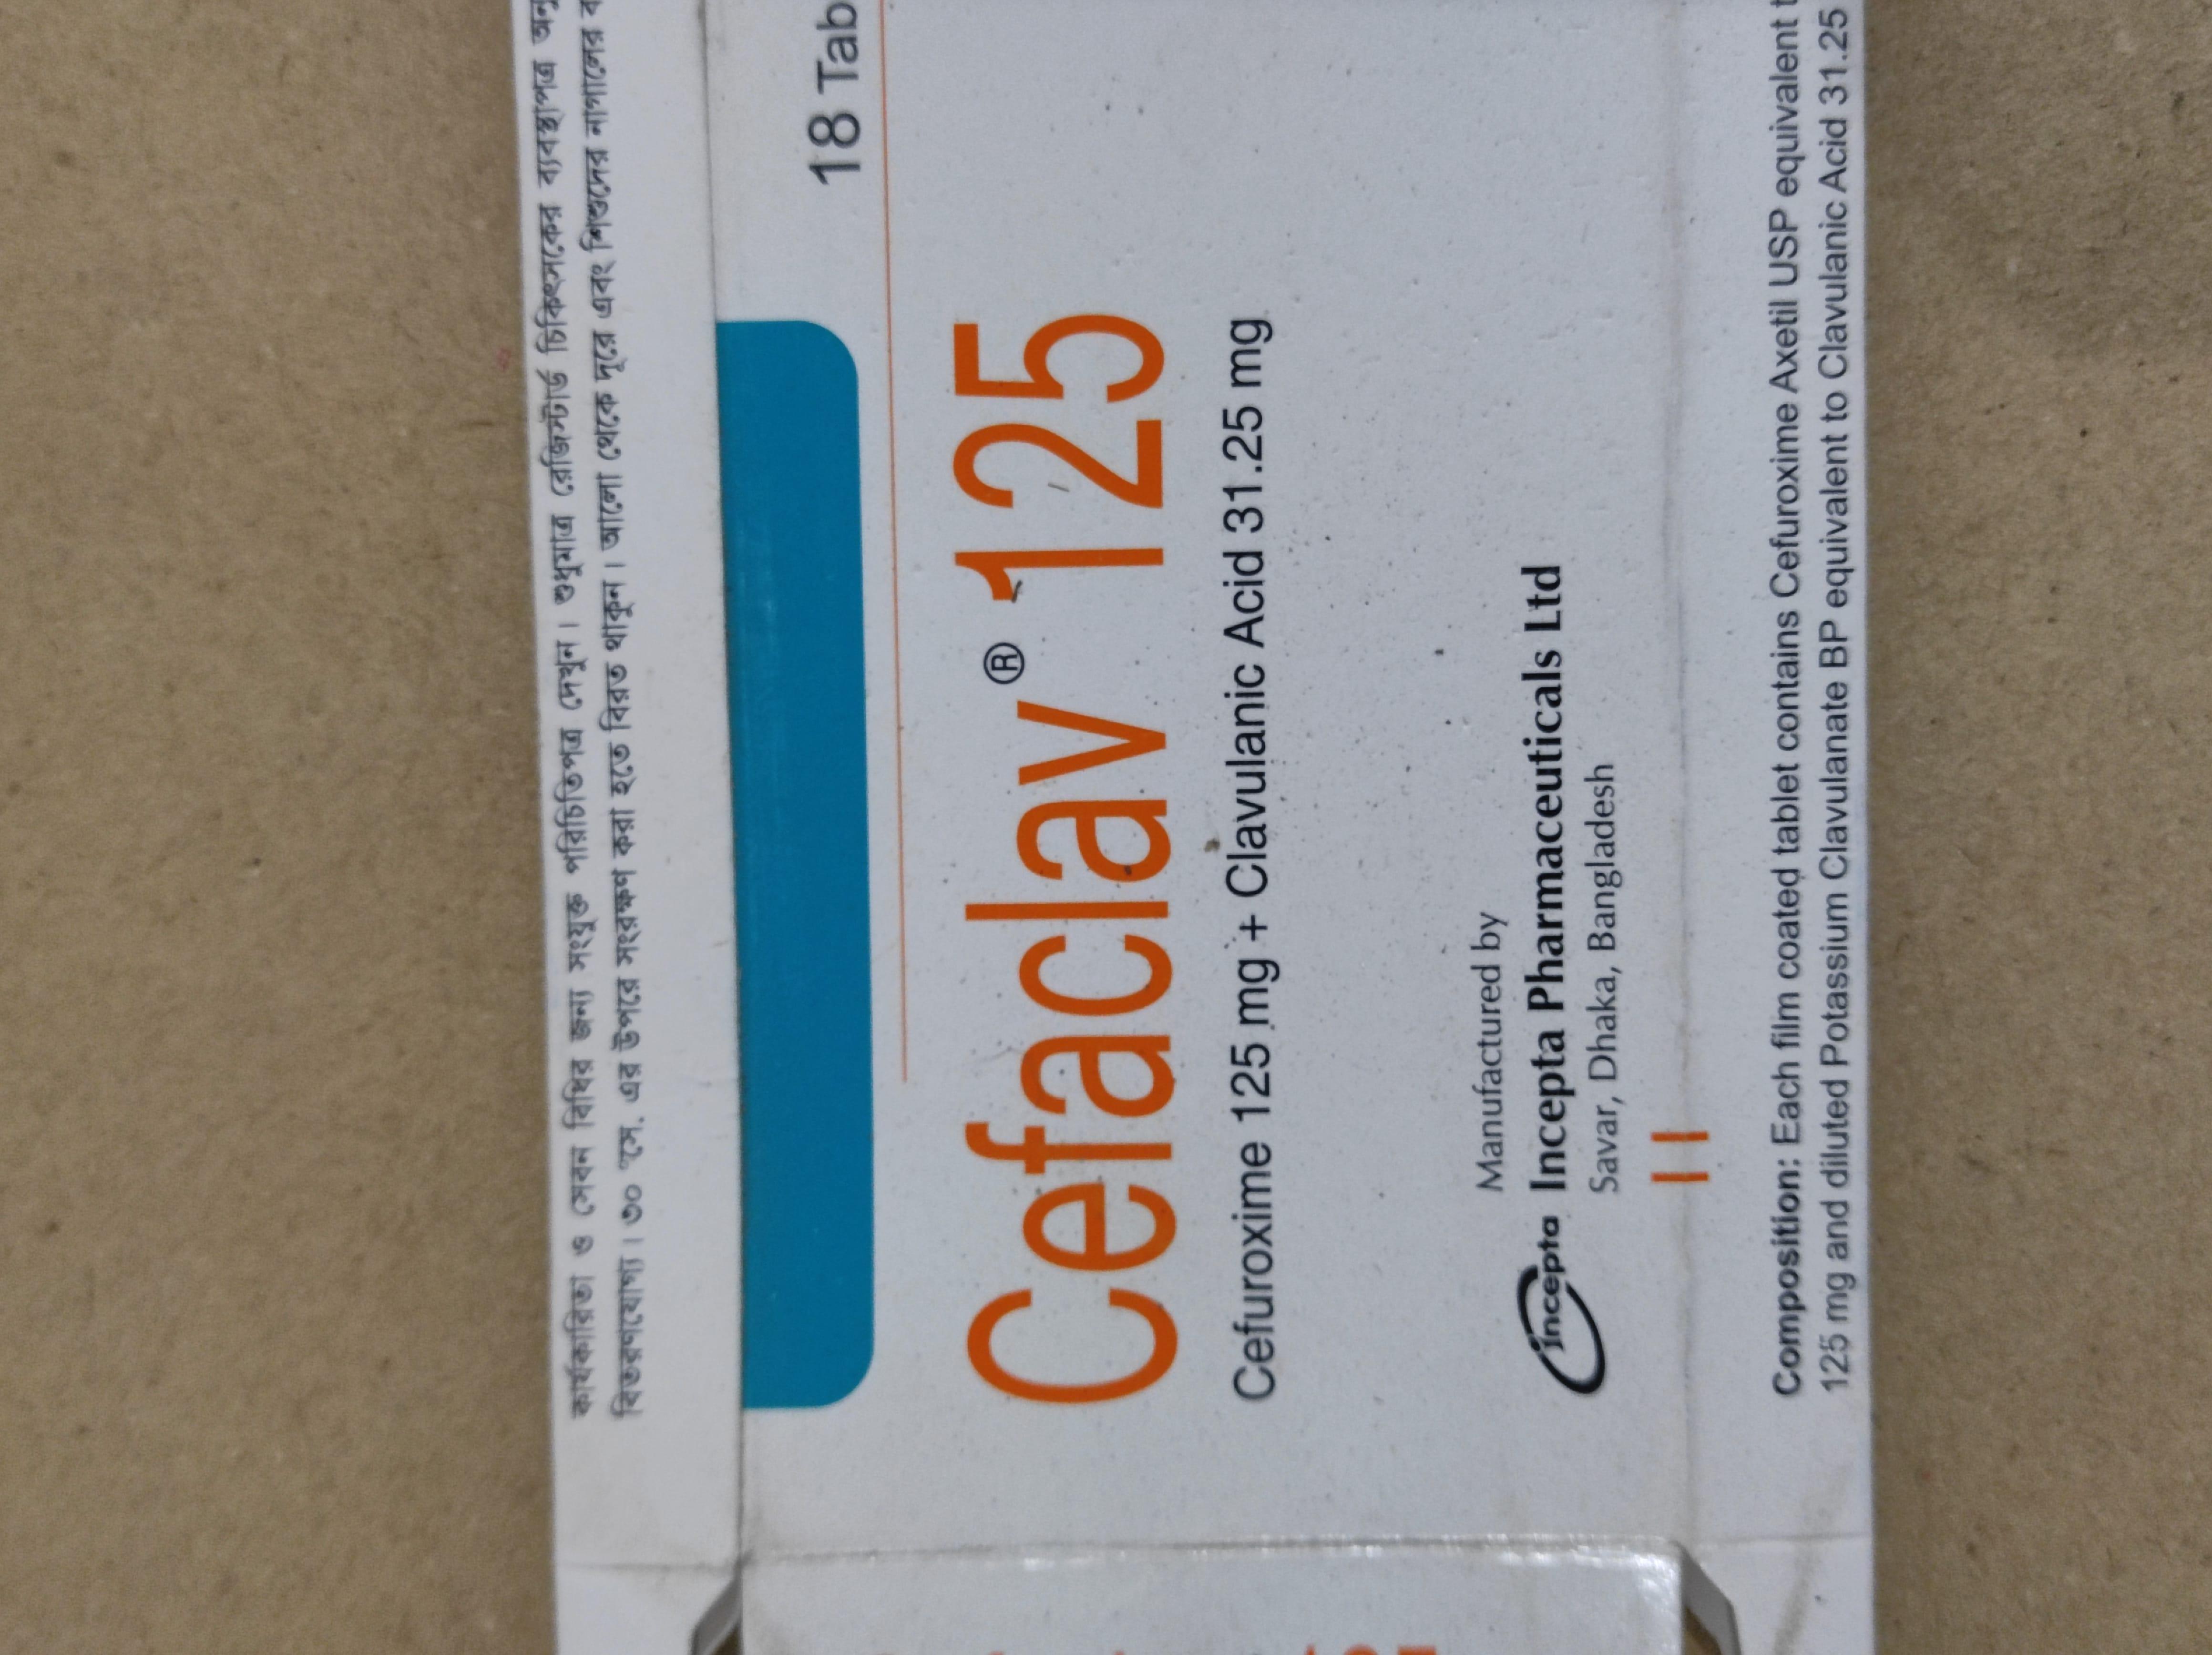 কার্যকারিতা ও সেবন বিধির জন্য সংযুক্ত পরিচিতিপত্র দেখুন। শুধুমাত্র রেজিস্টার্ড চিকিৎসকের ব্যবস্থাপত্র
বিতরণযোগ্য। ৩০ °সে. এর উপরে সংরক্ষণ করা হতে বিরত থাকুন। আলো থেকে দূরে এবং শিশুদের নাগালের
18 Tab
Cefaclav® 125
Cefuroxime 125 mg + Clavulanic Acid 31.25 mg
Manufactured by
incepta Incepta Pharmaceuticals Ltd
Savar, Dhaka, Bangladesh
Composition: Each film coated tablet contains Cefuroxime Axetil USP equivalent
125 mg and diluted Potassium Clavulanate BP equivalent to Clavulanic Acid 31.25